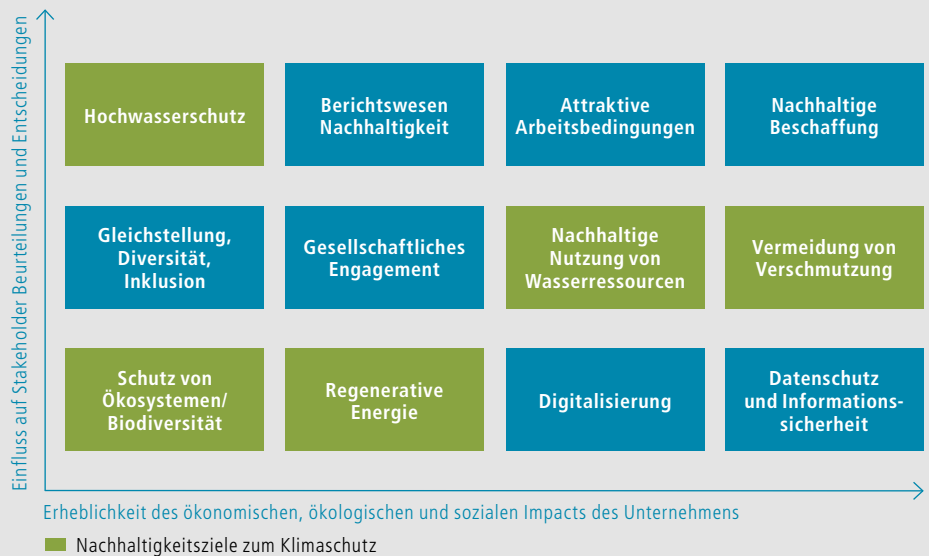 Einfluss auf Stakeholder Beurteilungen und Entscheidungen
Hochwasserschutz
Berichtswesen
Nachhaltigkeit
Attraktive
Arbeitsbedingungen
Nachhaltige
Beschaffung
Gleichstellung,
Diversität,
Inklusion
Gesellschaftliches
Engagement
Nachhaltige
Nutzung von
Wasserressourcen
Vermeidung von
Verschmutzung
Schutz von
Ökosystemen/
Biodiversität
Regenerative
Energie
Digitalisierung
Datenschutz
und Informations-
sicherheit
Erheblichkeit des ökonomischen, ökologischen und sozialen Impacts des Unternehmens
Nachhaltigkeitsziele zum Klimaschutz